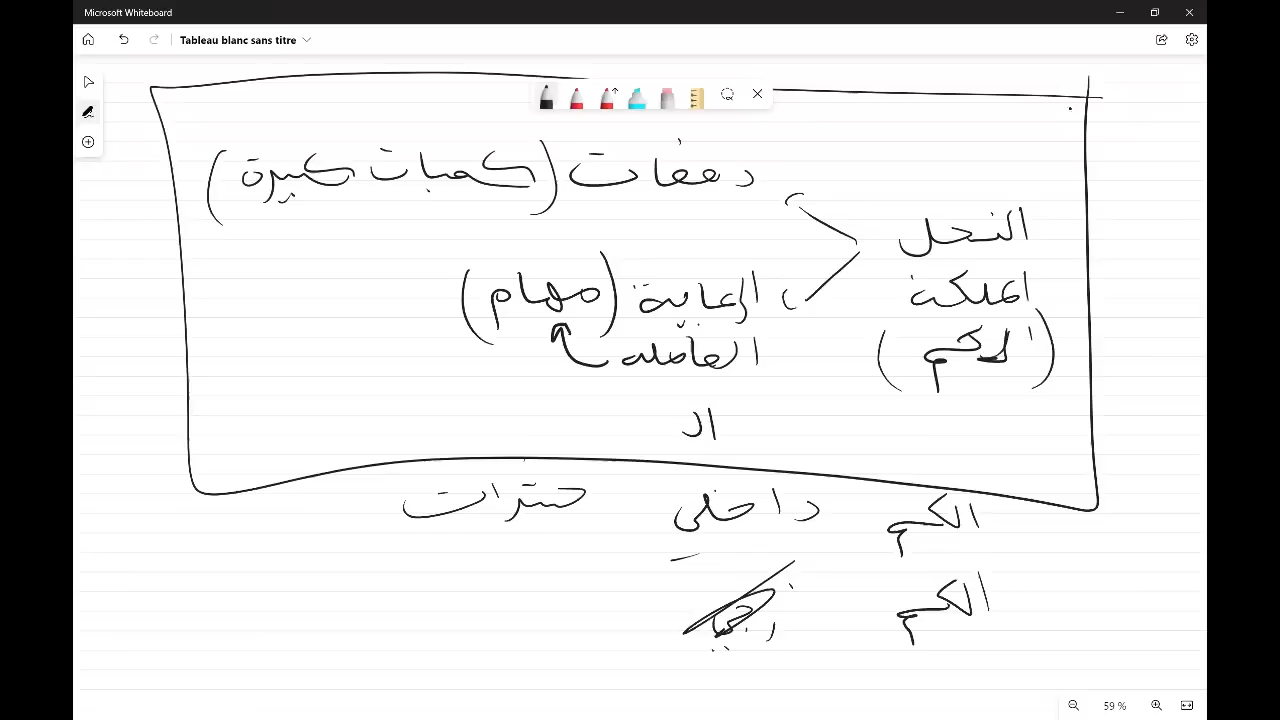 Microsoft Whiteboard
Tableau blanc sans titre
دفعات (كميات كبيرة)
النحل
الملكة
(الكم)
الرعاية (مهام)
العاملة
ال
الكم داخلي حشرات
الكم
59 %